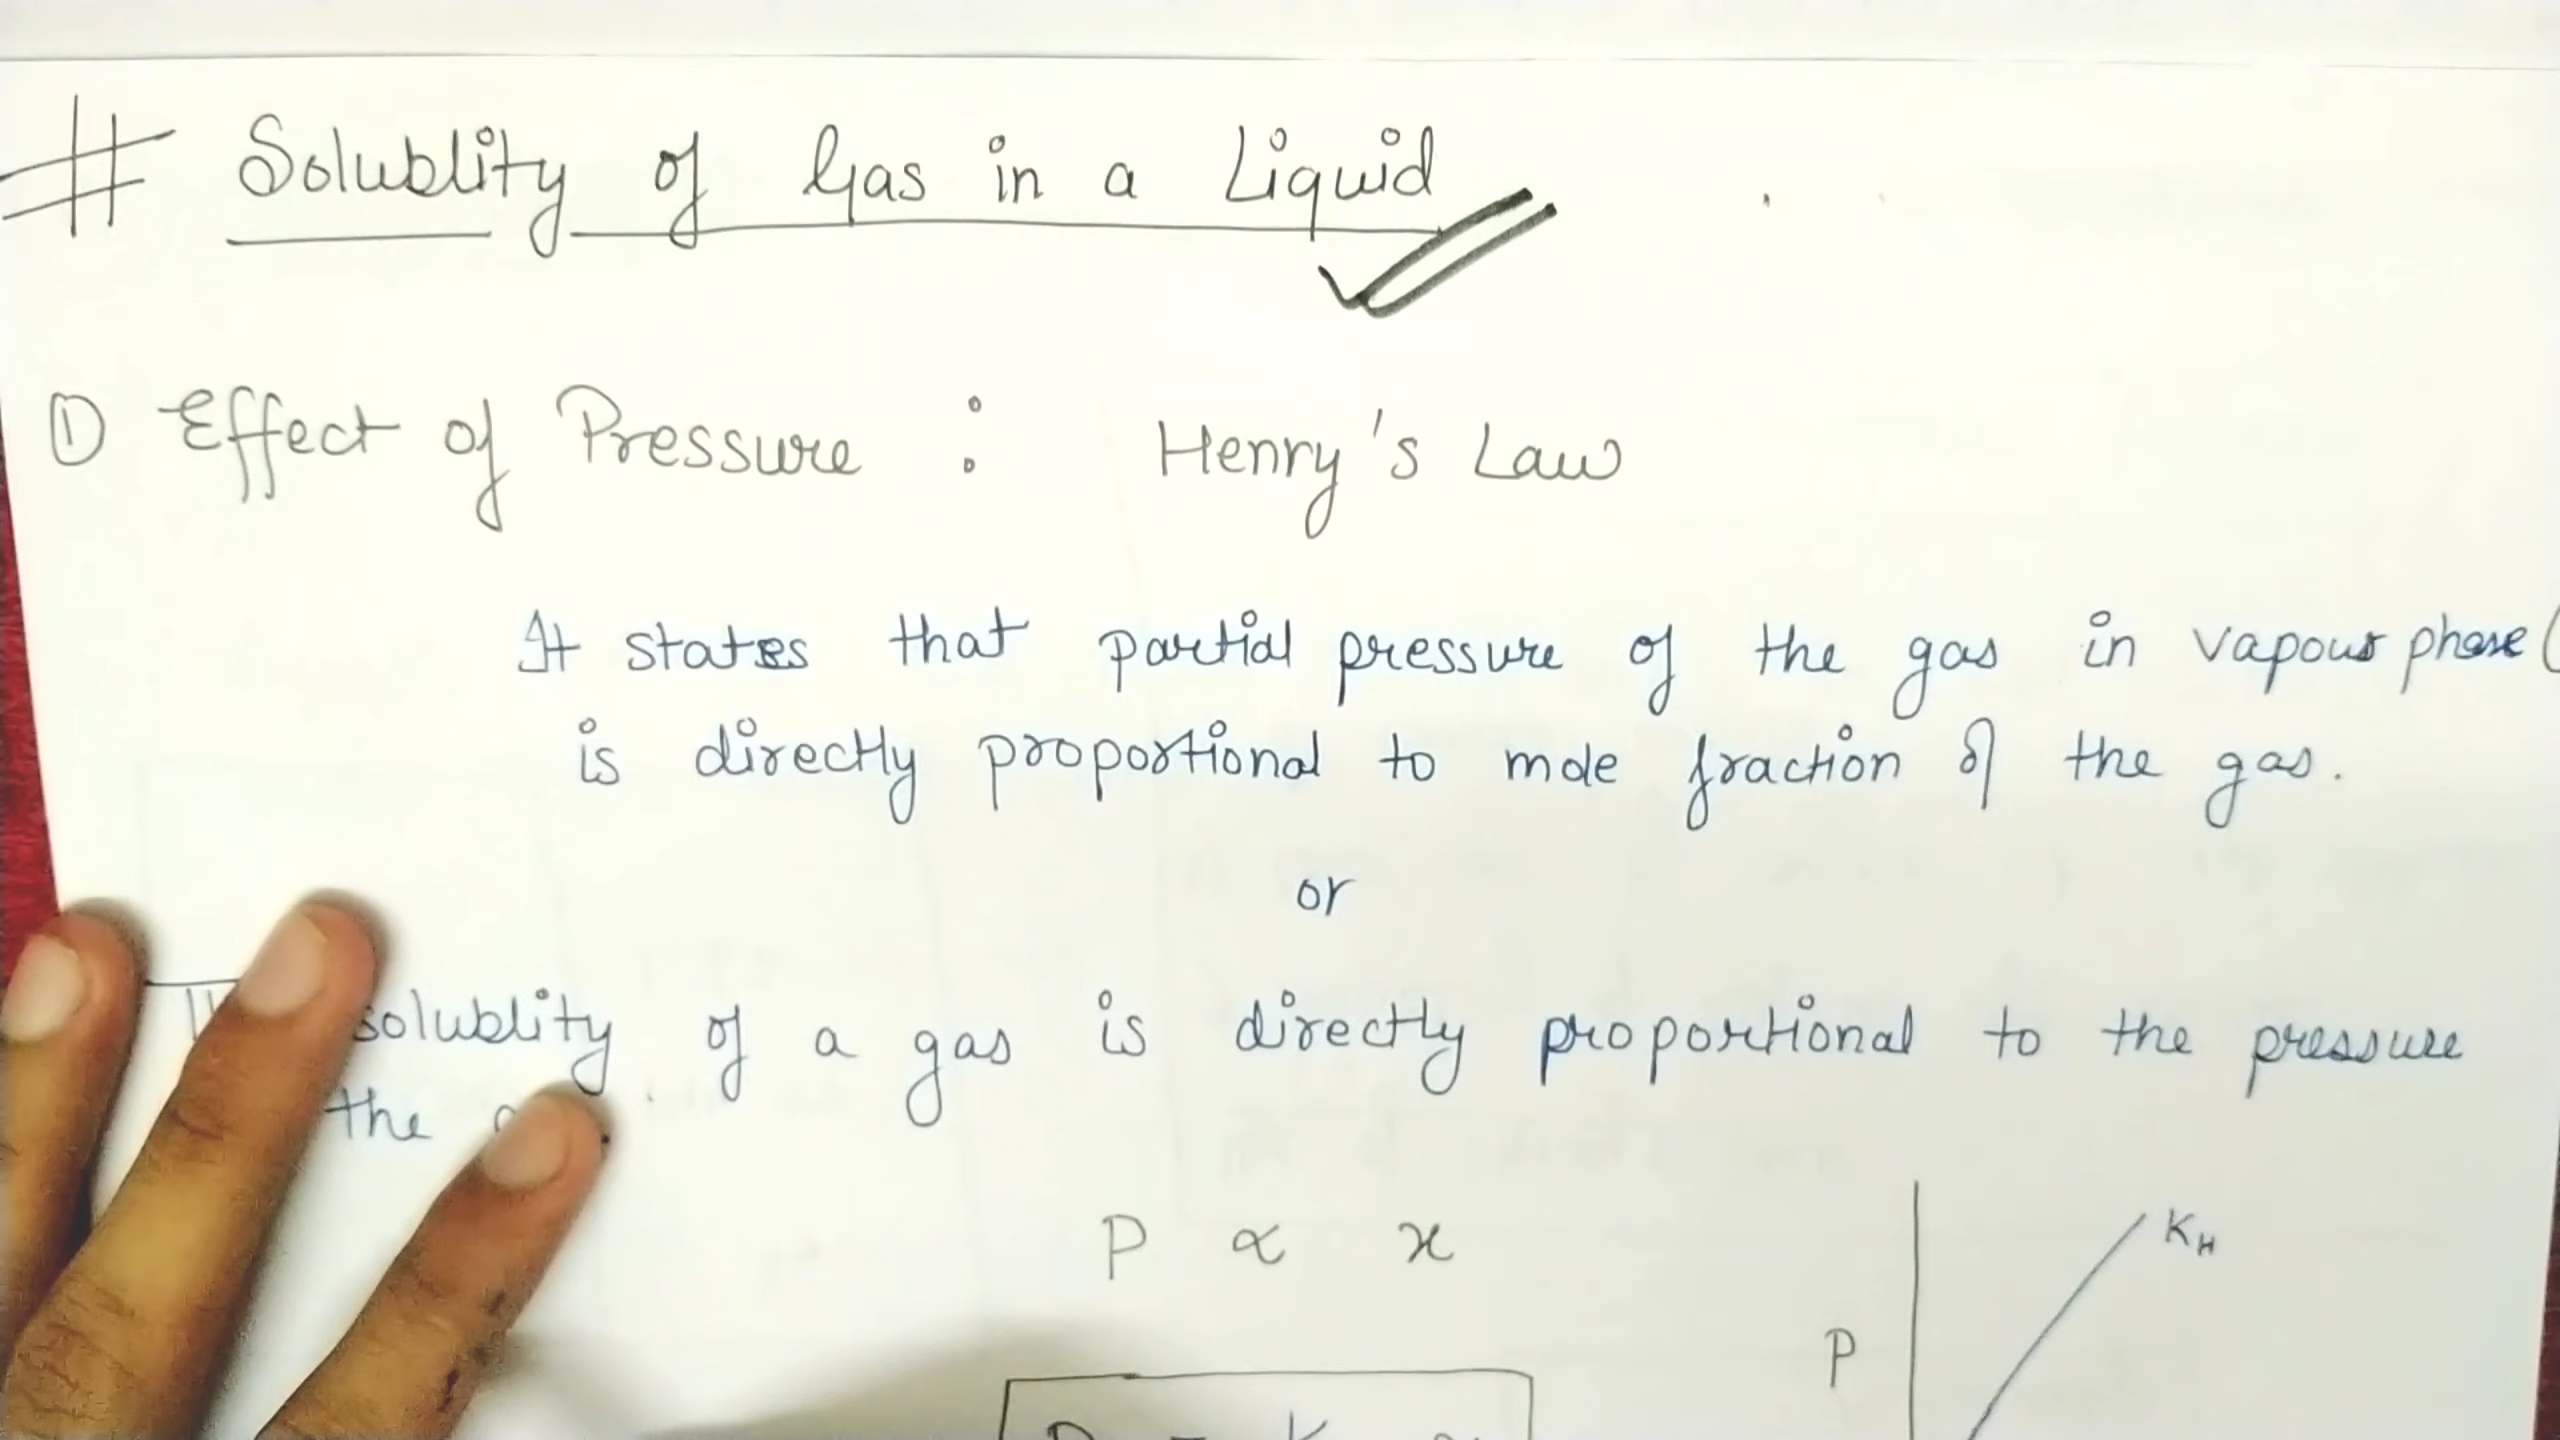 # Solublity of Gas in a Liquid
① Effect of Pressure : Henry's Law
It states that partial pressure of the gas in vapour phase (
is directly proportional to mole fraction of the gas.
or
solublity of a gas is directly proportional to the pressure
the
P ∝ x
K_H
P